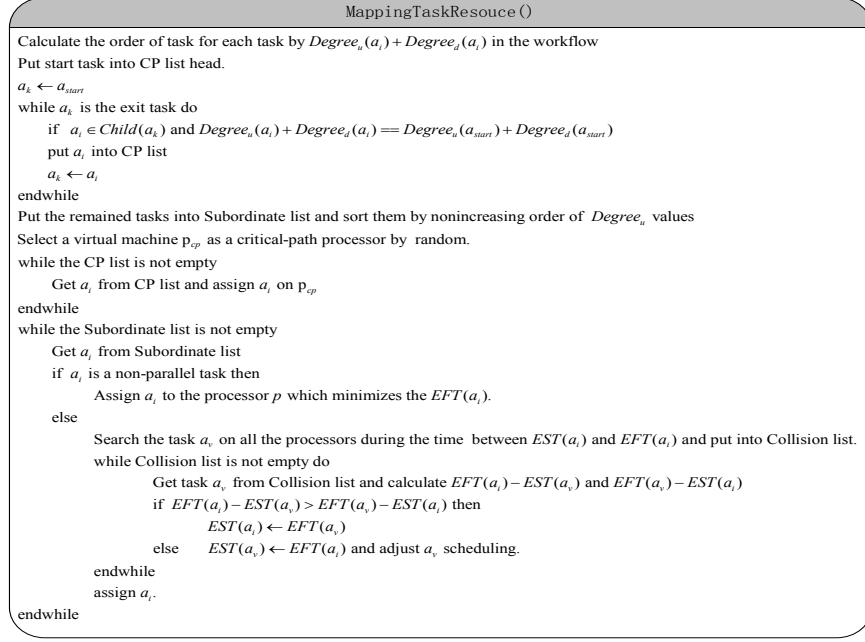 MappingTaskResouce()
Calculate the order of task for each task by Degree_u(a_i) + Degree_d(a_i) in the workflow
Put start task into CP list head.
a_k ← a_start
while a_k is the exit task do
if a_i ∈ Child(a_k) and Degree_u(a_i) + Degree_d(a_i) == Degree_u(a_start) + Degree_d(a_start)
put a_i into CP list
a_k ← a_i
endwhile
Put the remained tasks into Subordinate list and sort them by nonincreasing order of Degree_u values
Select a virtual machine p_cp as a critical-path processor by random.
while the CP list is not empty
Get a_i from CP list and assign a_i on p_cp
endwhile
while the Subordinate list is not empty
Get a_i from Subordinate list
if a_i is a non-parallel task then
Assign a_i to the processor p which minimizes the EFT(a_i).
else
Search the task a_v on all the processors during the time between EST(a_i) and EFT(a_i) and put into Collision list.
while Collision list is not empty do
Get task a_v from Collision list and calculate EFT(a_i) − EST(a_v) and EFT(a_v) − EST(a_i)
if EFT(a_i) − EST(a_v) > EFT(a_v) − EST(a_i) then
EST(a_i) ← EFT(a_v)
else EST(a_v) ← EFT(a_i) and adjust a_v scheduling.
endwhile
assign a_i.
endwhile